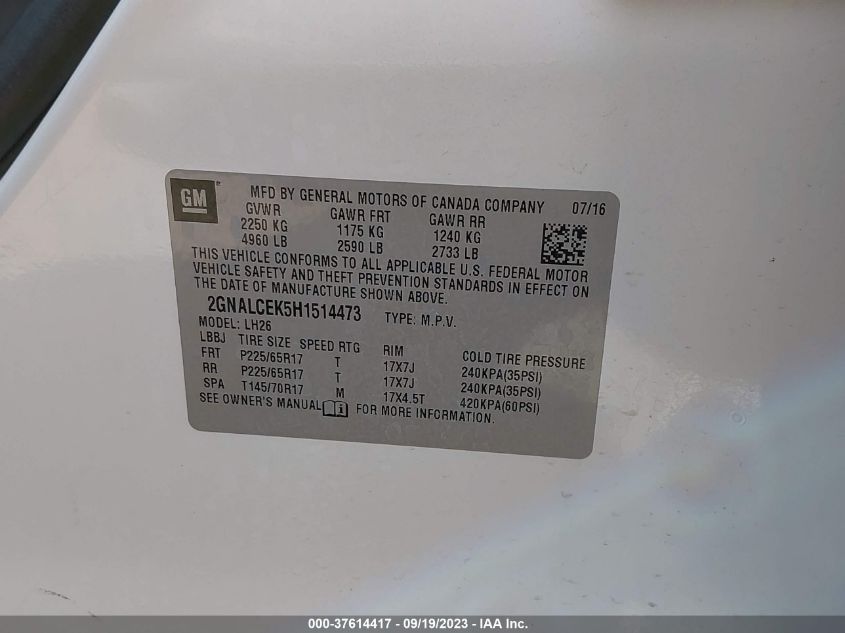 GM MFD BY GENERAL MOTORS OF CANADA COMPANY 07/16
GVWR GAWR FRT GAWR RR
2250 KG 1175 KG 1240 KG
4960 LB 2590 LB 2733 LB
THIS VEHICLE CONFORMS TO ALL APPLICABLE U.S. FEDERAL MOTOR
VEHICLE SAFETY AND THEFT PREVENTION STANDARDS IN EFFECT ON
THE DATE OF MANUFACTURE SHOWN ABOVE.
2GNALCEK5H1514473 TYPE: M.P.V.
MODEL: LH26
LBBJ TIRE SIZE SPEED RTG RIM COLD TIRE PRESSURE
FRT P225/65R17 T 17X7J 240KPA(35PSI)
RR P225/65R17 T 17X7J 240KPA(35PSI)
SPA T145/70R17 M 17X4.5T 420KPA(60PSI)
SEE OWNER'S MANUAL FOR MORE INFORMATION.
000-37614417 - 09/19/2023 - IAA Inc.